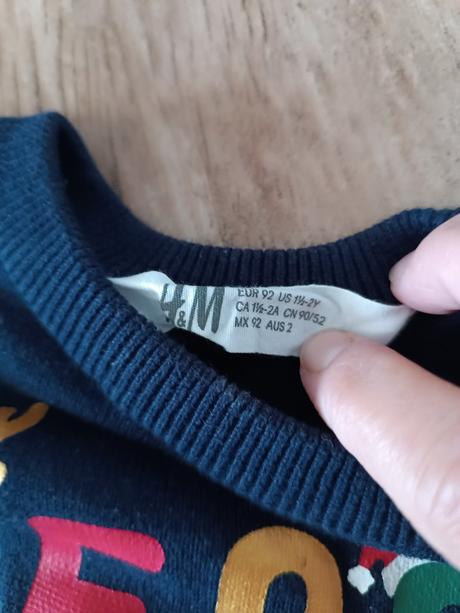 H&M
EUR 92 US 1½-2Y
CA 1½-2A CN 90/52
MX 92 AUS 2